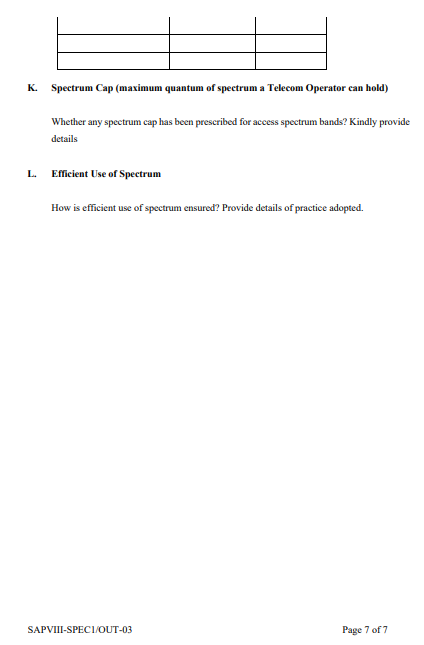 K. Spectrum Cap (maximum quantum of spectrum a Telecom Operator can hold)
Whether any spectrum cap has been prescribed for access spectrum bands? Kindly provide
details
L. Efficient Use of Spectrum
How is efficient use of spectrum ensured? Provide details of practice adopted.
SAPVIII-SPEC1/OUT-03 Page 7 of 7